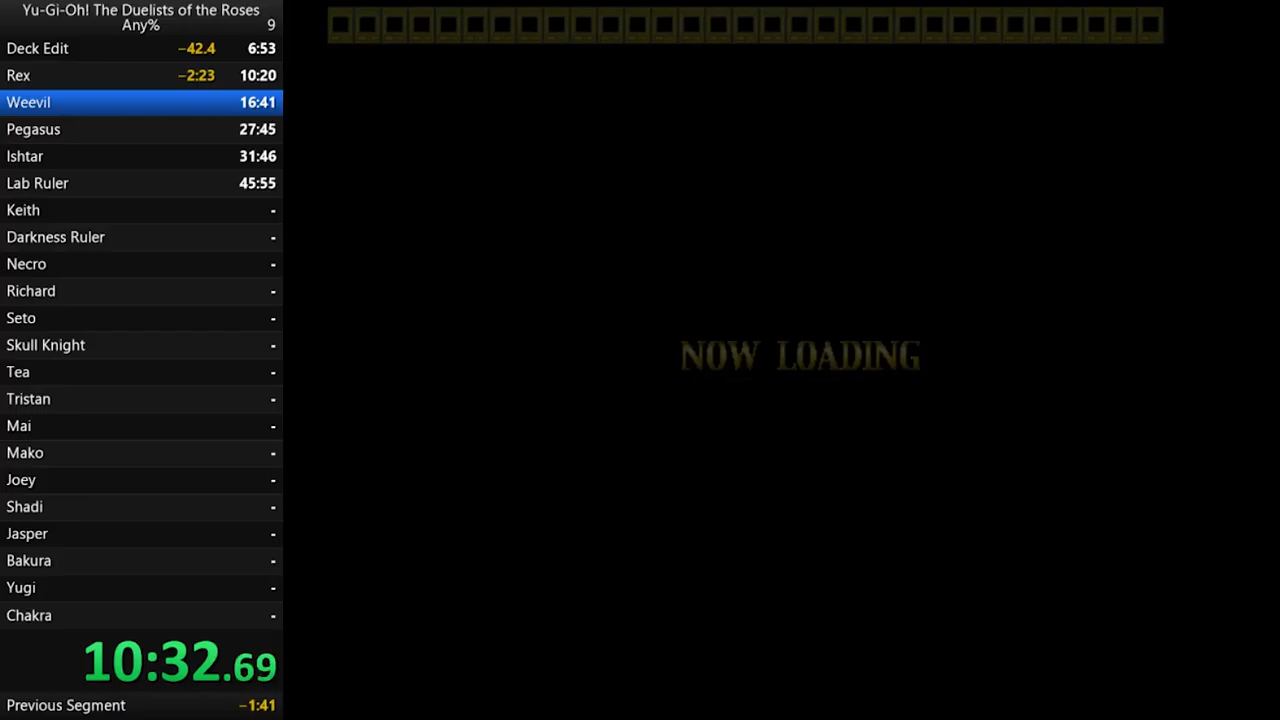 Yu-Gi-Oh! The Duelists of the Roses
Any% 9
Deck Edit −42.4 6:53
Rex −2:23 10:20
Weevil 16:41
Pegasus 27:45
Ishtar 31:46
Lab Ruler 45:55
Keith -
Darkness Ruler -
Necro -
Richard -
Seto -
Skull Knight -
Tea -
Tristan -
Mai -
Mako -
Joey -
Shadi -
Jasper -
Bakura -
Yugi -
Chakra -
10:32.69
Previous Segment −1:41
NOW LOADING